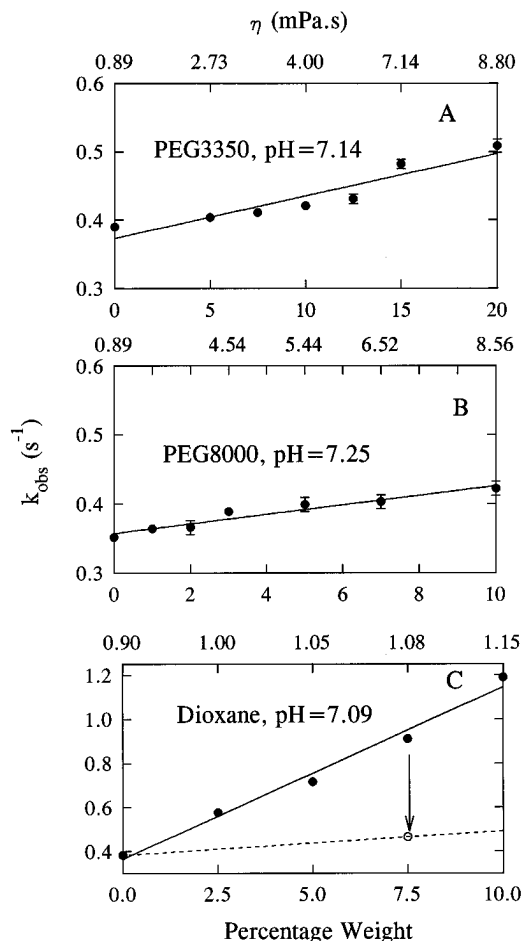 η (mPa.s)
0.89 2.73 4.00 7.14 8.80
0.6
A
PEG3350, pH=7.14
0.5
0.4
0.3
0 5 10 15 20
0.89 4.54 5.44 6.52 8.56
0.6
B
PEG8000, pH=7.25
0.5
k_obs (s⁻¹)
0.4
0.3
0 2 4 6 8 10
0.90 1.00 1.05 1.08 1.15
1.2
C
Dioxane, pH=7.09
1.0
0.8
0.6
0.4
0.0 2.5 5.0 7.5 10.0
Percentage Weight